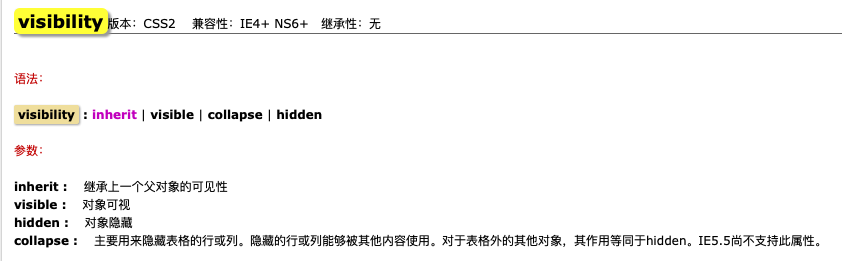 visibility 版本：CSS2 兼容性：IE4+ NS6+ 继承性：无
语法：
visibility : inherit | visible | collapse | hidden
参数：
inherit : 继承上一个父对象的可见性
visible : 对象可视
hidden : 对象隐藏
collapse : 主要用来隐藏表格的行或列。隐藏的行或列能够被其他内容使用。对于表格外的其他对象，其作用等同于hidden。IE5.5尚不支持此属性。